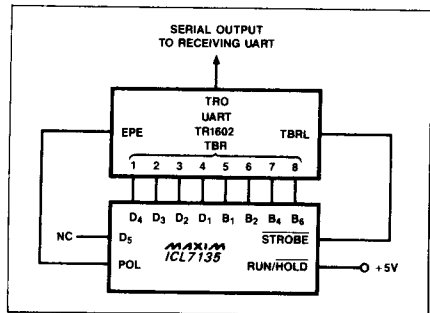 SERIAL OUTPUT
TO RECEIVING UART
TRO
UART
EPE TR1602 TBRL
TBR
1 2 3 4 5 6 7 8
D4 D3 D2 D1 B1 B2 B4 B6
NC D5 MAXIM STROBE
ICL7135
POL RUN/HOLD +5V